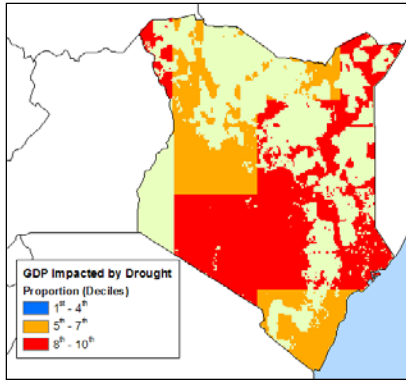 GDP Impacted by Drought
Proportion (Deciles)
1st - 4th
5th - 7th
8th - 10th